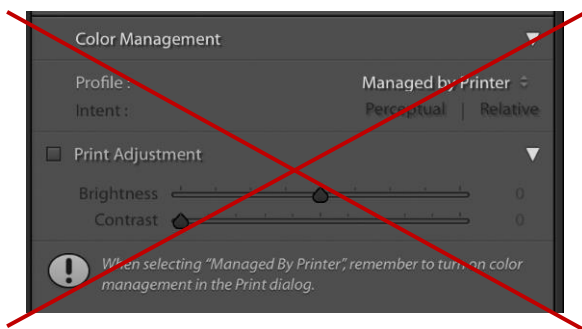 Color Management
Profile : Managed by Printer
Intent : Perceptual | Relative
Print Adjustment
Brightness 0
Contrast 0
When selecting "Managed By Printer", remember to turn on color
management in the Print dialog.